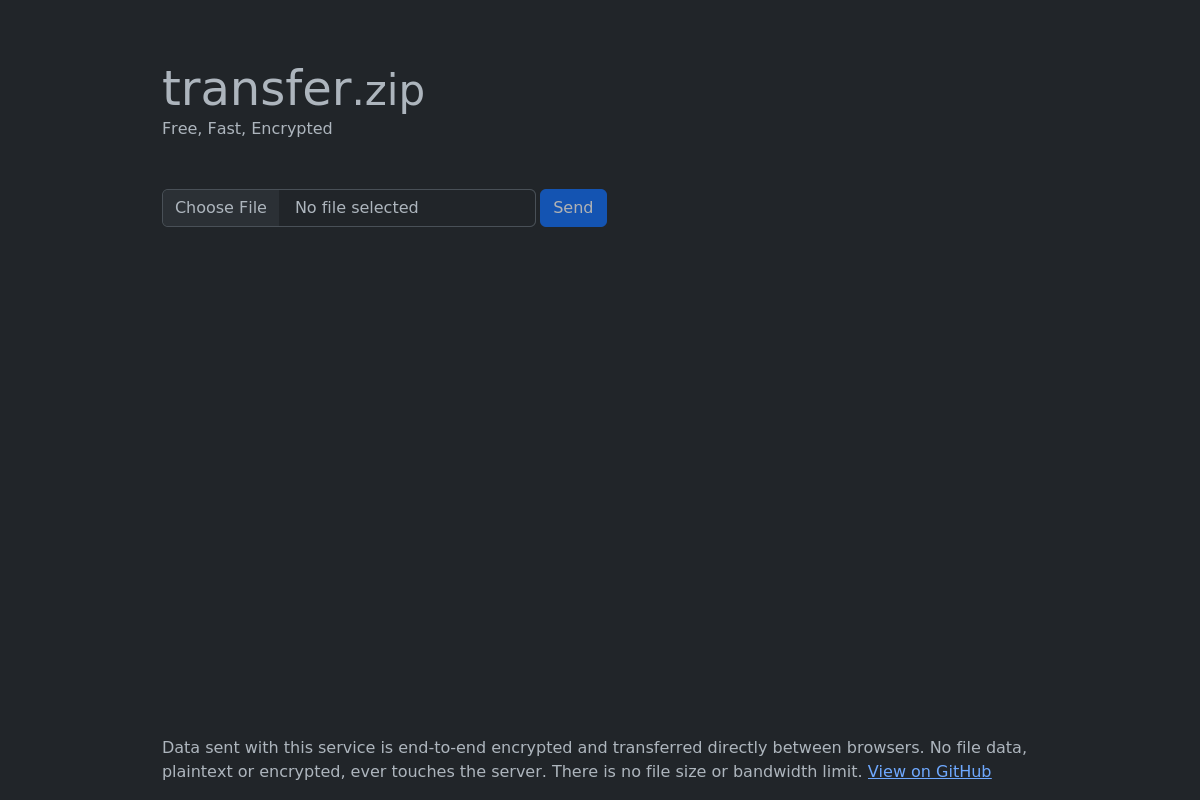 transfer.zip
Free, Fast, Encrypted
Choose File No file selected Send
Data sent with this service is end-to-end encrypted and transferred directly between browsers. No file data,
plaintext or encrypted, ever touches the server. There is no file size or bandwidth limit. View on GitHub